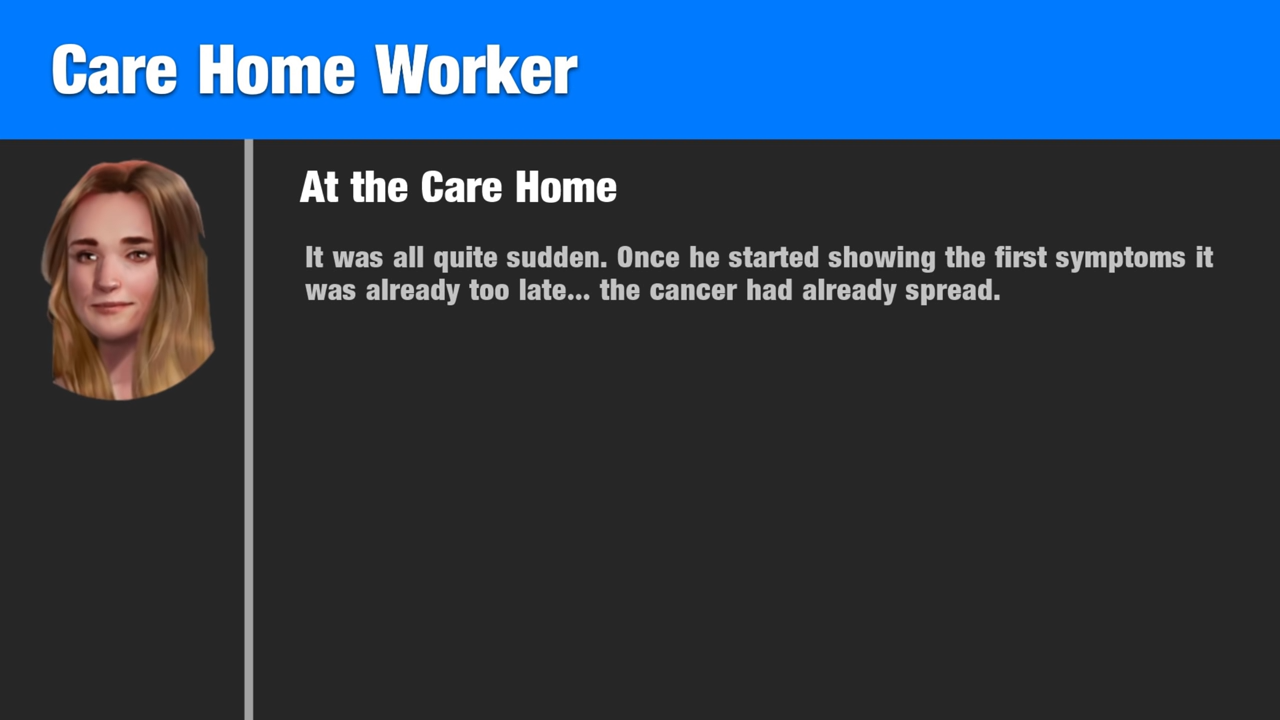 Care Home Worker
At the Care Home
It was all quite sudden. Once he started showing the first symptoms it
was already too late... the cancer had already spread.